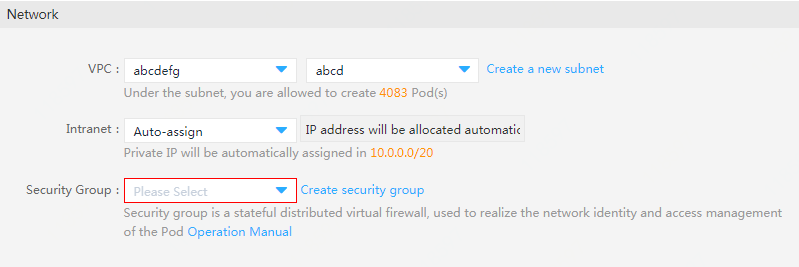 Network
VPC : abcdefg abcd Create a new subnet
Under the subnet, you are allowed to create 4083 Pod(s)
Intranet : Auto-assign IP address will be allocated automatic
Private IP will be automatically assigned in 10.0.0.0/20
Security Group : Please Select Create security group
Security group is a stateful distributed virtual firewall, used to realize the network identity and access management
of the Pod Operation Manual